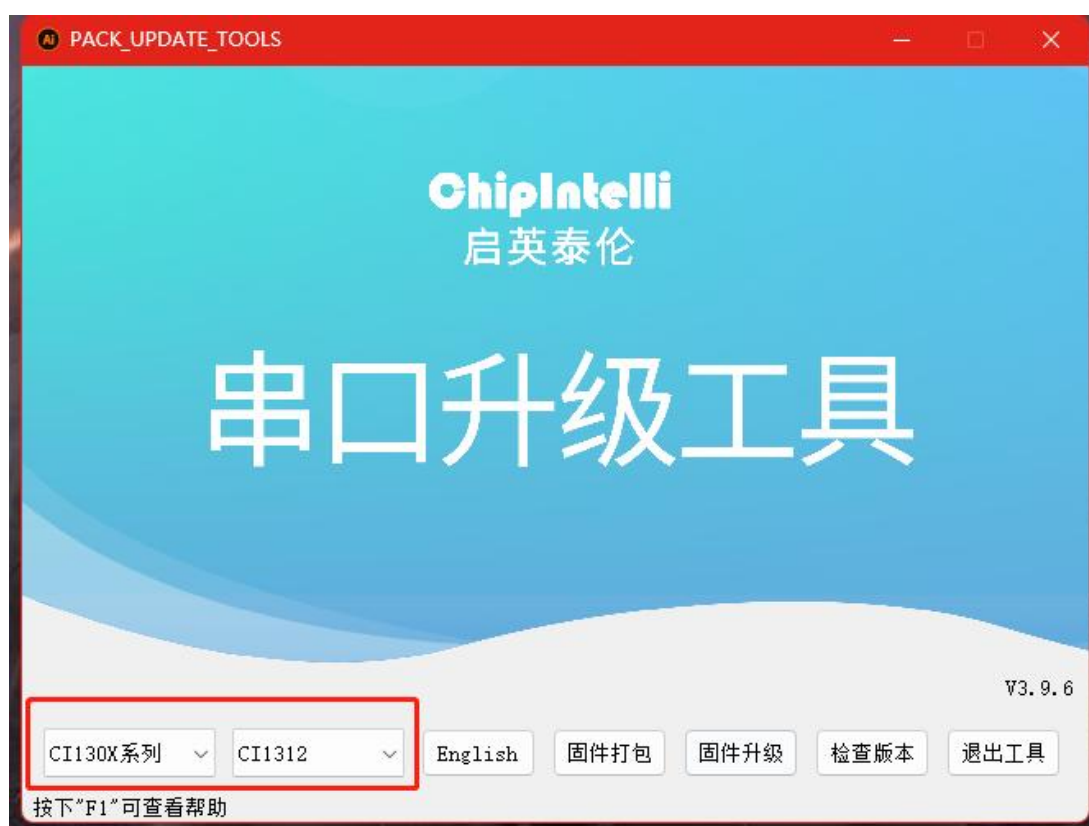 PACK_UPDATE_TOOLS
ChipIntelli
启英泰伦
串口升级工具
V3.9.6
CI130X系列 CI1312 English 固件打包 固件升级 检查版本 退出工具
按下"F1"可查看帮助